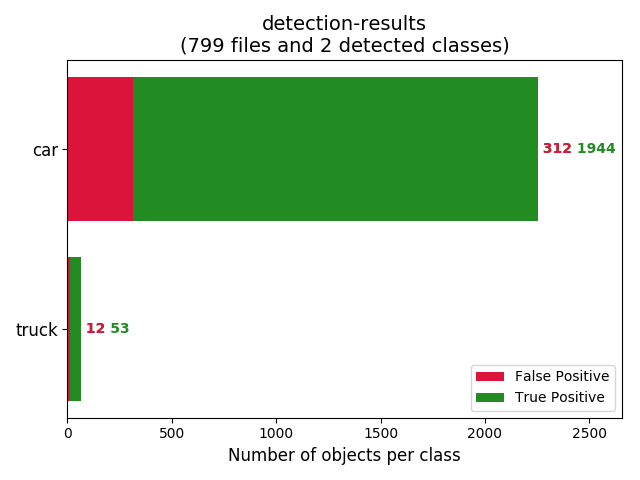 detection-results
(799 files and 2 detected classes)
car
312 1944
truck
12 53
False Positive
True Positive
0 500 1000 1500 2000 2500
Number of objects per class